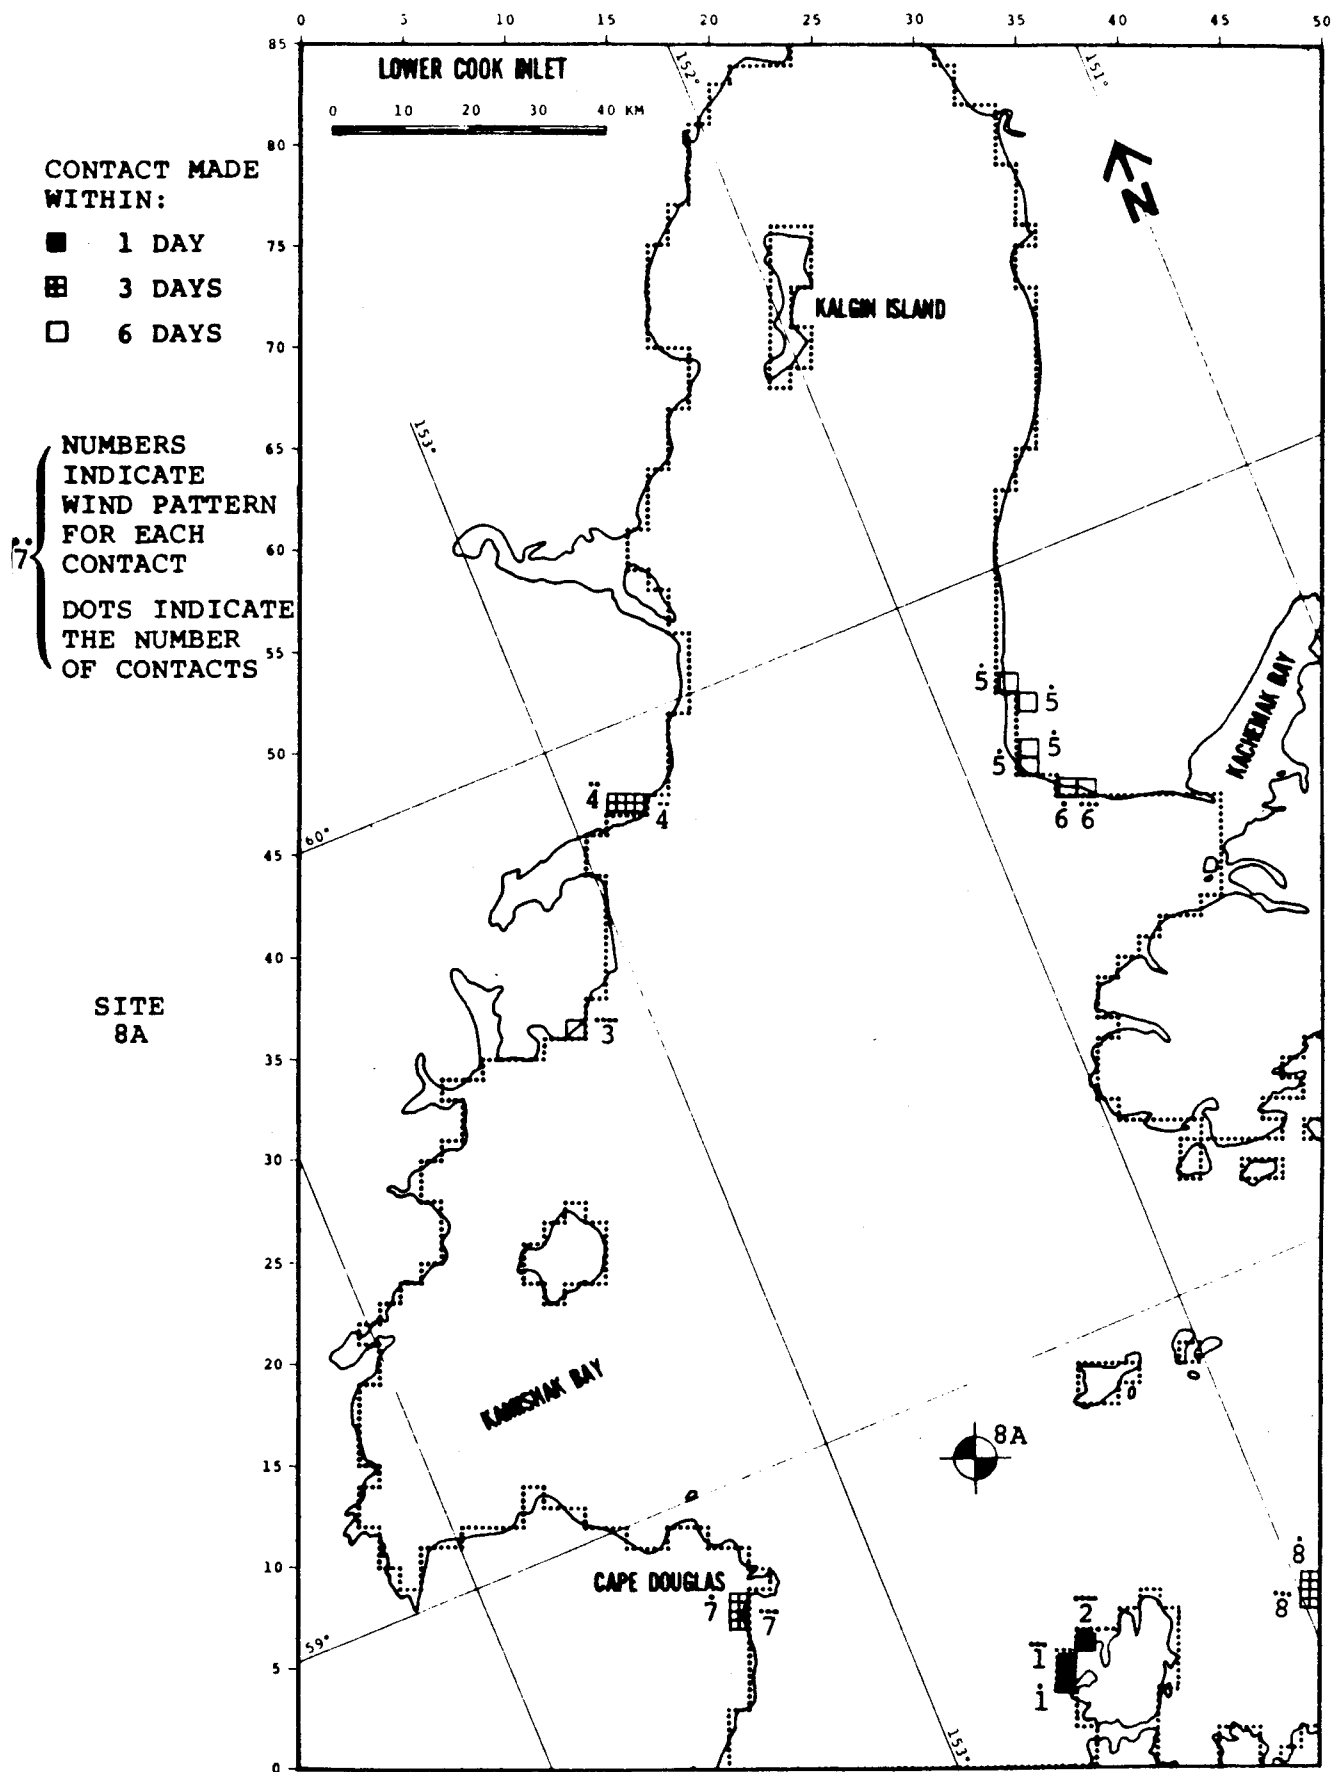 0 5 10 15 20 25 30 35 40 45 50
85
LOWER COOK INLET
152°
151°
0 10 20 30 40 KM
80
N
CONTACT MADE
WITHIN:
1 DAY
3 DAYS
6 DAYS
75
KALGIN ISLAND
70
153°
65
NUMBERS
INDICATE
WIND PATTERN
FOR EACH
CONTACT
7
DOTS INDICATE
THE NUMBER
OF CONTACTS
60
55
KACHEMAK BAY
5
5
50
5
5
4
4
6 6
60°
45
40
SITE
8A
3
35
30
25
20
KAMISHAK BAY
8A
15
10
CAPE DOUGLAS
8
8
7
7
2
1
1
59°
5
153°
0